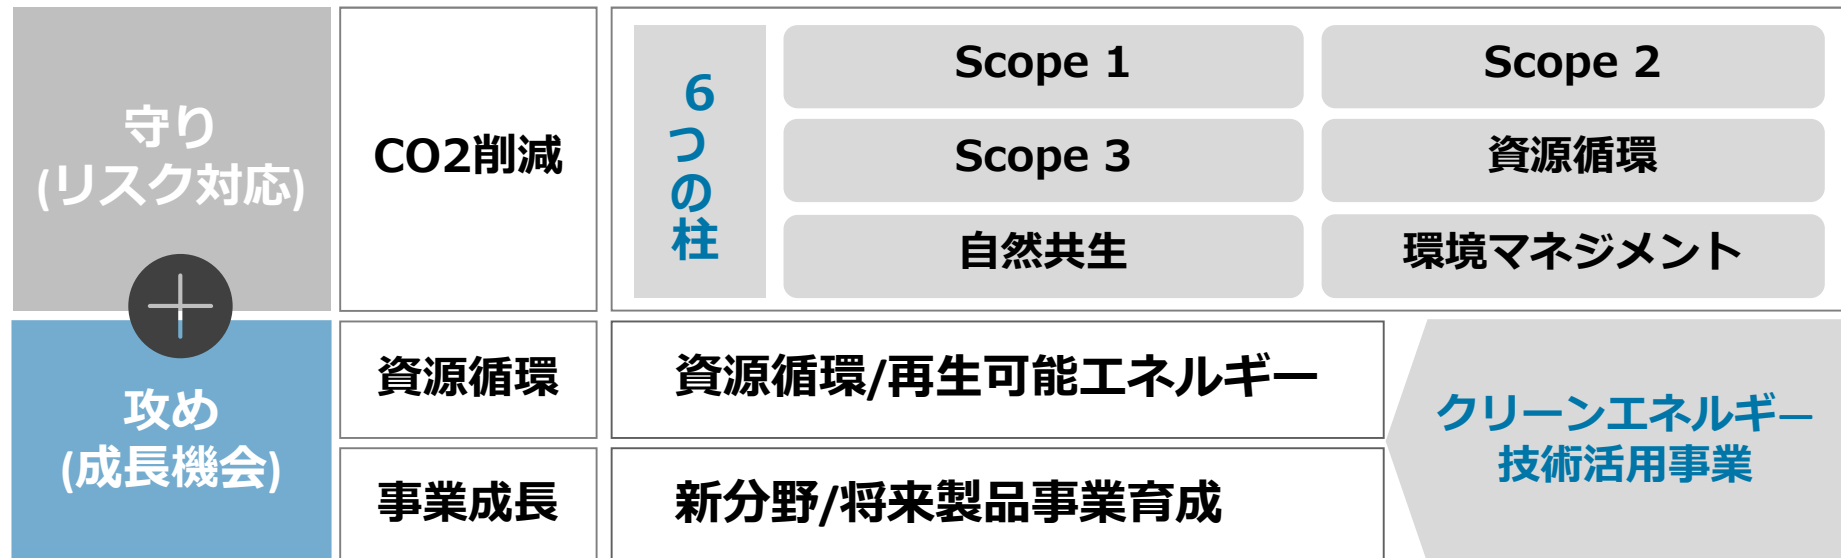 守り
(リスク対応)
CO2削減
6つの柱
Scope 1
Scope 2
Scope 3
資源循環
自然共生
環境マネジメント
攻め
(成長機会)
資源循環
資源循環/再生可能エネルギー
事業成長
新分野/将来製品事業育成
クリーンエネルギー
技術活用事業